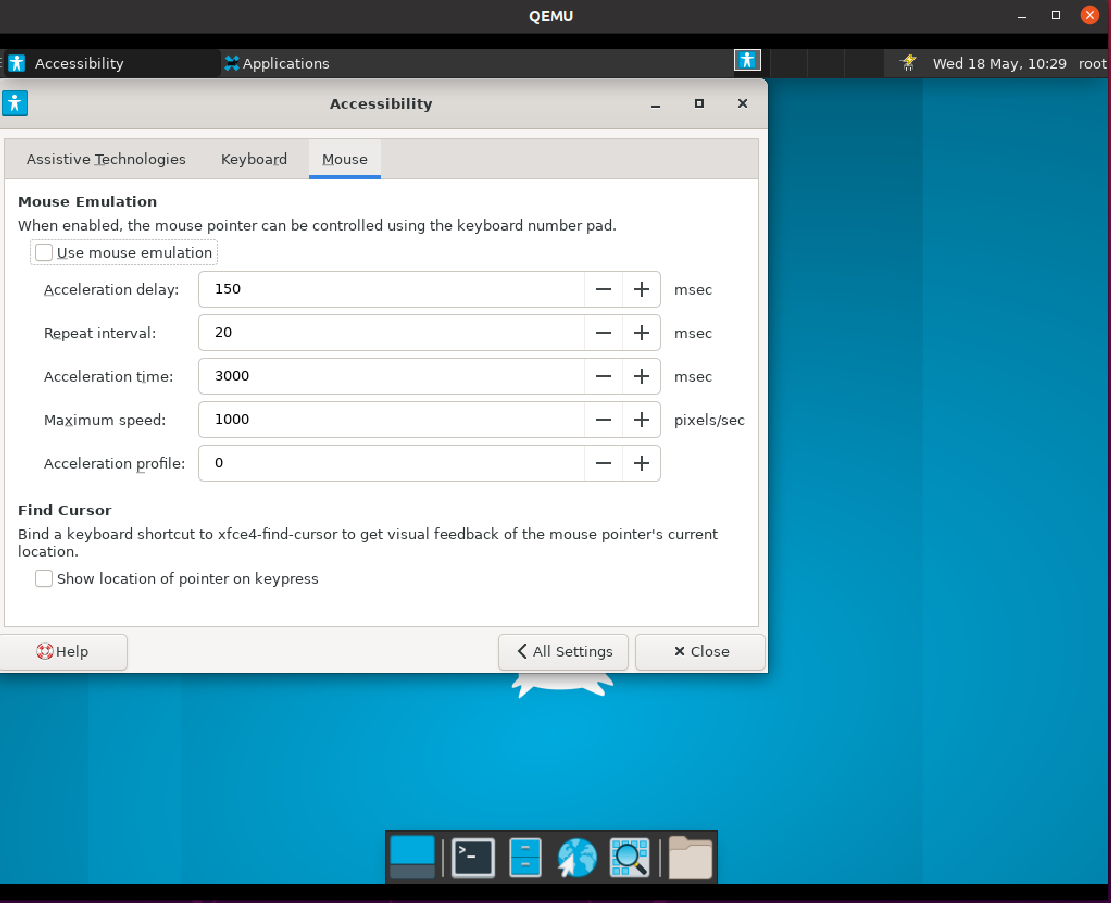 QEMU
Accessibility
Applications
Wed 18 May, 10:29 root
Accessibility
Assistive Technologies
Keyboard
Mouse
Mouse Emulation
When enabled, the mouse pointer can be controlled using the keyboard number pad.
Use mouse emulation
Acceleration delay: 150 msec
Repeat interval: 20 msec
Acceleration time: 3000 msec
Maximum speed: 1000 pixels/sec
Acceleration profile: 0
Find Cursor
Bind a keyboard shortcut to xfce4-find-cursor to get visual feedback of the mouse pointer's current
location.
Show location of pointer on keypress
Help
All Settings
Close